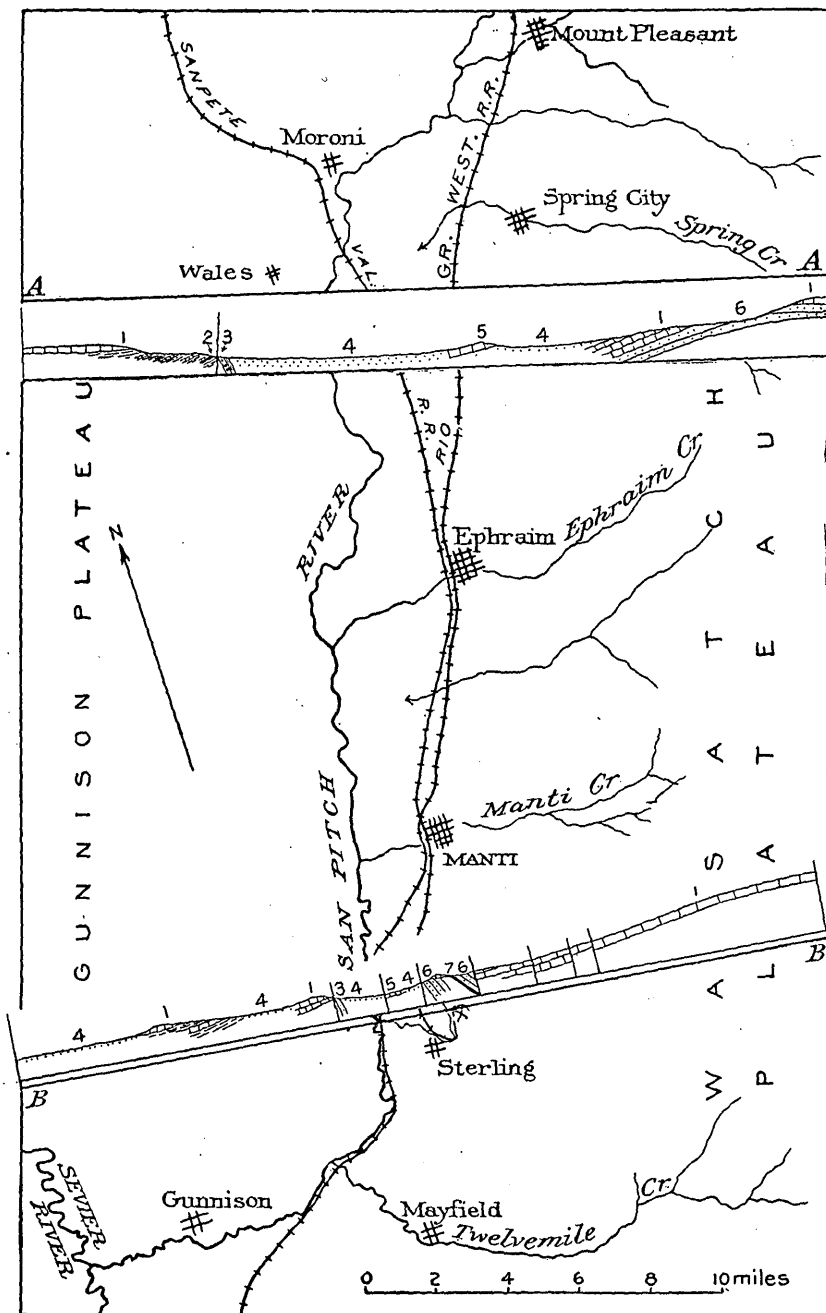 Mount Pleasant
SANPETE
Moroni
GR. WEST. R.R.
Spring City
Spring Cr
VAL.
Wales
A
A
1 2 3 4 5 4 1 6 1
R. R.
RIO
GUNNISON PLATEAU
N
RIVER
Ephraim
Ephraim Cr
WASATCH
PLATEAU
Manti Cr
MANTI
SAN PITCH
4 1 4 1 3 4 5 4 6 7 6 1
B
B
Sterling
SEVIER
RIVER
Gunnison
Mayfield
Twelvemile
Cr.
0 2 4 6 8 10 miles